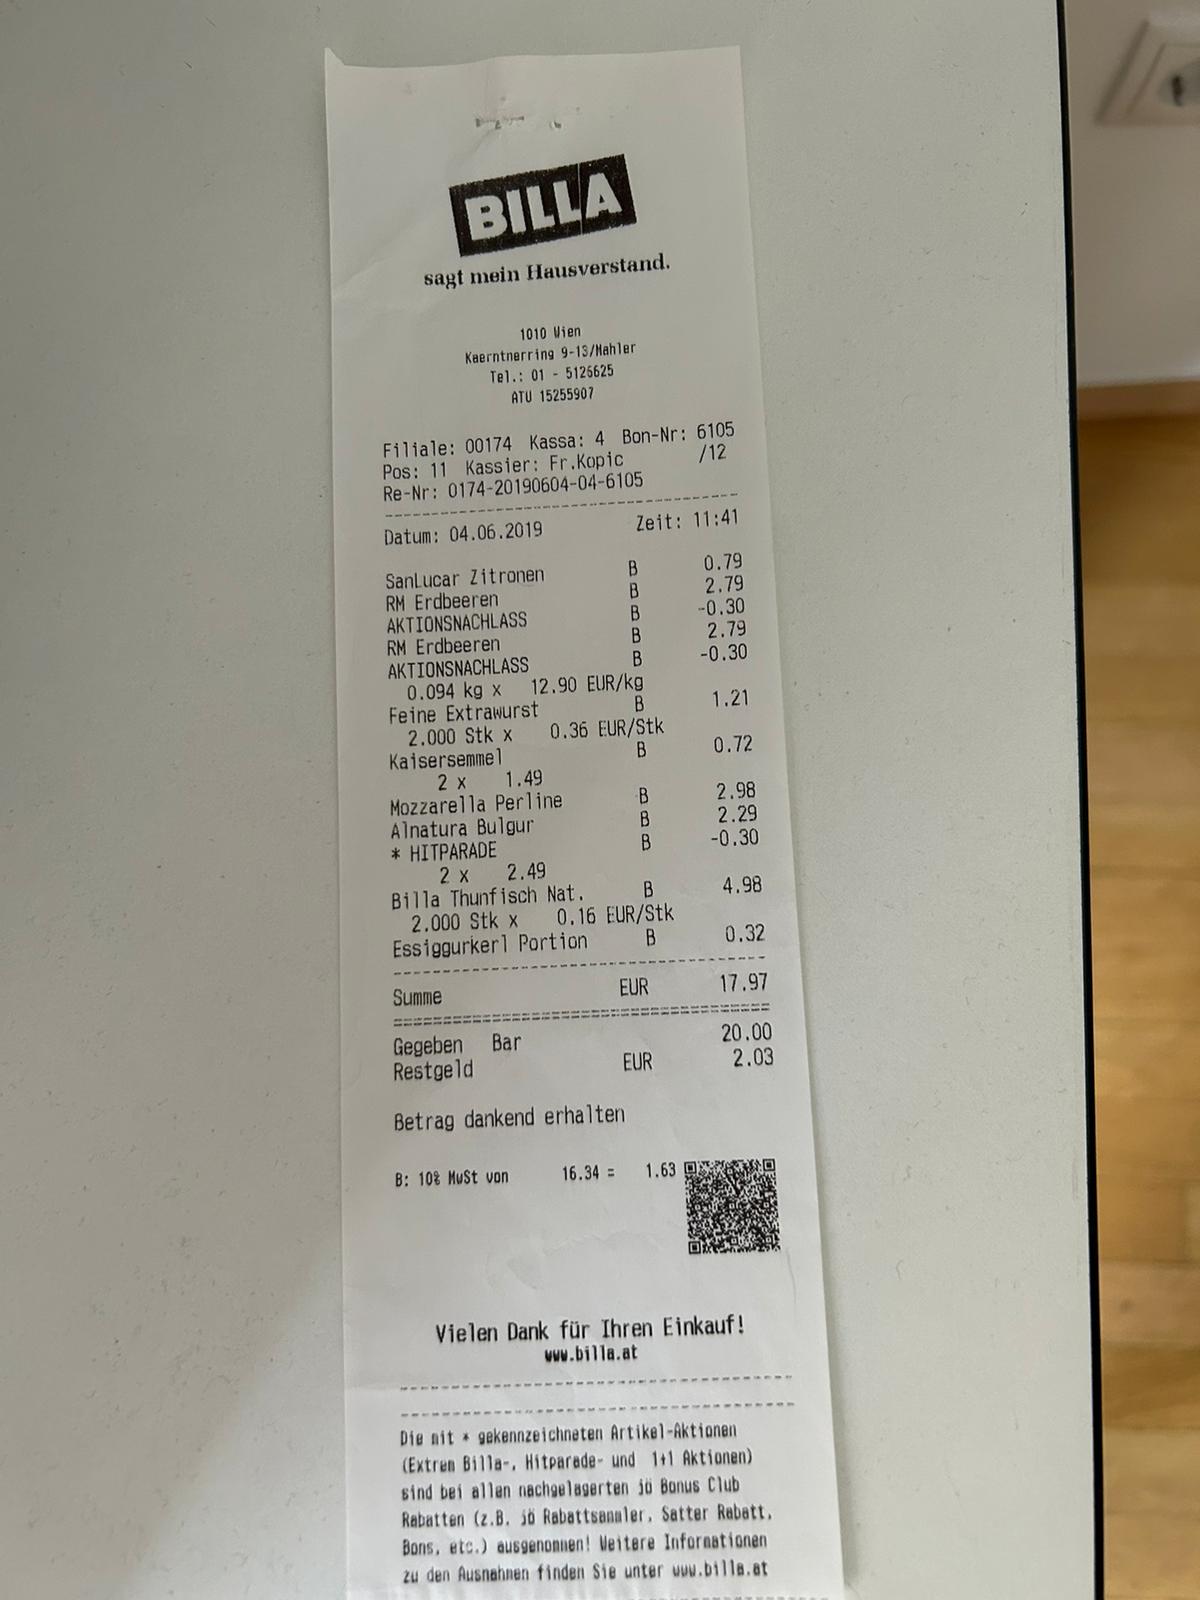 BILLA
sagt mein Hausverstand.
1010 Wien
Kaerntnerring 9-13/Mahler
Tel.: 01 - 5126625
ATU 15255907
Filiale: 00174 Kassa: 4 Bon-Nr: 6105
Pos: 11 Kassier: Fr.Kopic /12
Re-Nr: 0174-20190604-04-6105
Datum: 04.06.2019 Zeit: 11:41
SanLucar Zitronen B 0.79
RM Erdbeeren B 2.79
AKTIONSNACHLASS B -0.30
RM Erdbeeren B 2.79
AKTIONSNACHLASS B -0.30
0.094 kg x 12.90 EUR/kg
Feine Extrawurst B 1.21
2.000 Stk x 0.36 EUR/Stk
Kaisersemmel B 0.72
2 x 1.49
Mozzarella Perline B 2.98
Alnatura Bulgur B 2.29
* HITPARADE B -0.30
2 x 2.49
Billa Thunfisch Nat. B 4.98
2.000 Stk x 0.16 EUR/Stk
Essiggurkerl Portion B 0.32
Summe EUR 17.97
Gegeben Bar 20.00
Restgeld EUR 2.03
Betrag dankend erhalten
B: 10% MwSt von 16.34 = 1.63
Vielen Dank für Ihren Einkauf!
www.billa.at
Die mit * gekennzeichneten Artikel-Aktionen
(Extrem Billa-, Hitparade- und 1+1 Aktionen)
sind bei allen nachgelagerten jö Bonus Club
Rabatten (z.B. jö Rabattsammler, Satter Rabatt,
Bons, etc.) ausgenommen! Weitere Informationen
zu den Ausnahmen finden Sie unter www.billa.at